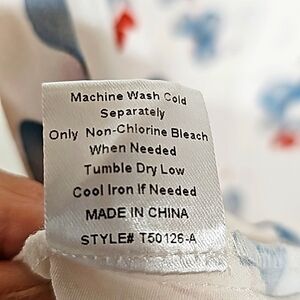 Machine Wash Cold
Separately
Only Non-Chlorine Bleach
When Needed
Tumble Dry Low
Cool Iron If Needed
MADE IN CHINA
STYLE# T50126-A